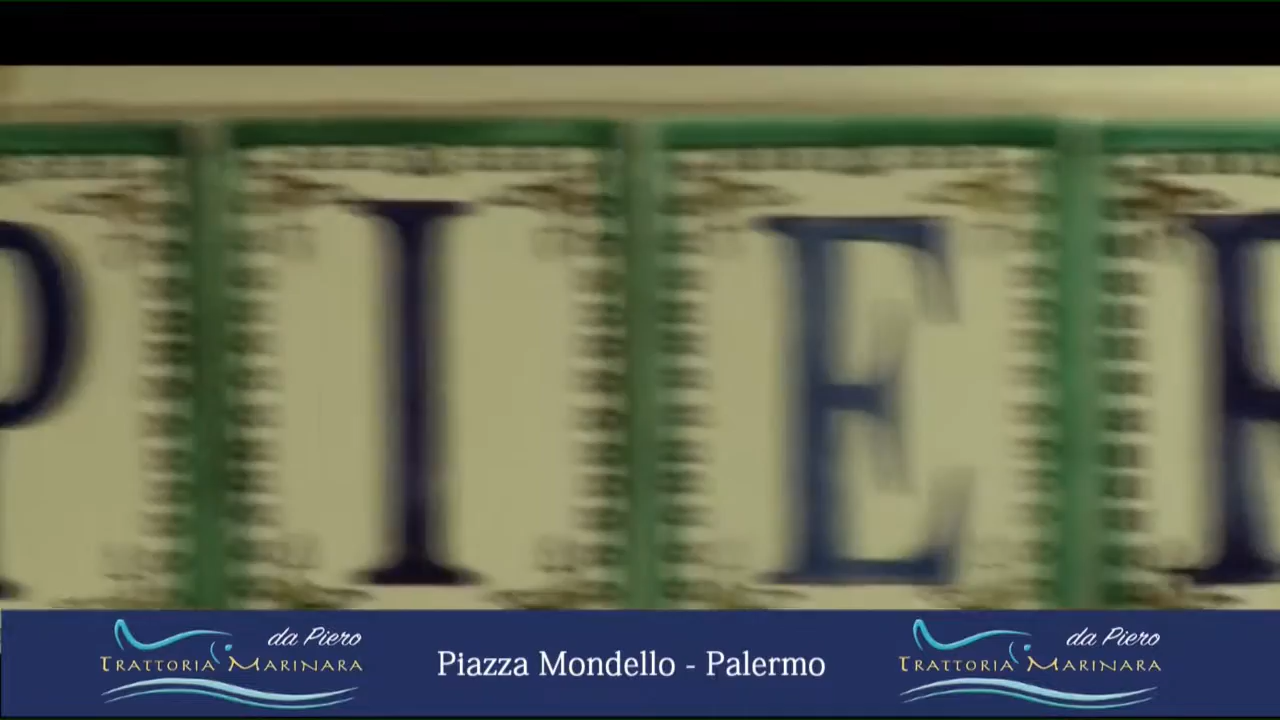 PIER
da Piero
TRATTORIA MARINARA
Piazza Mondello - Palermo
da Piero
TRATTORIA MARINARA